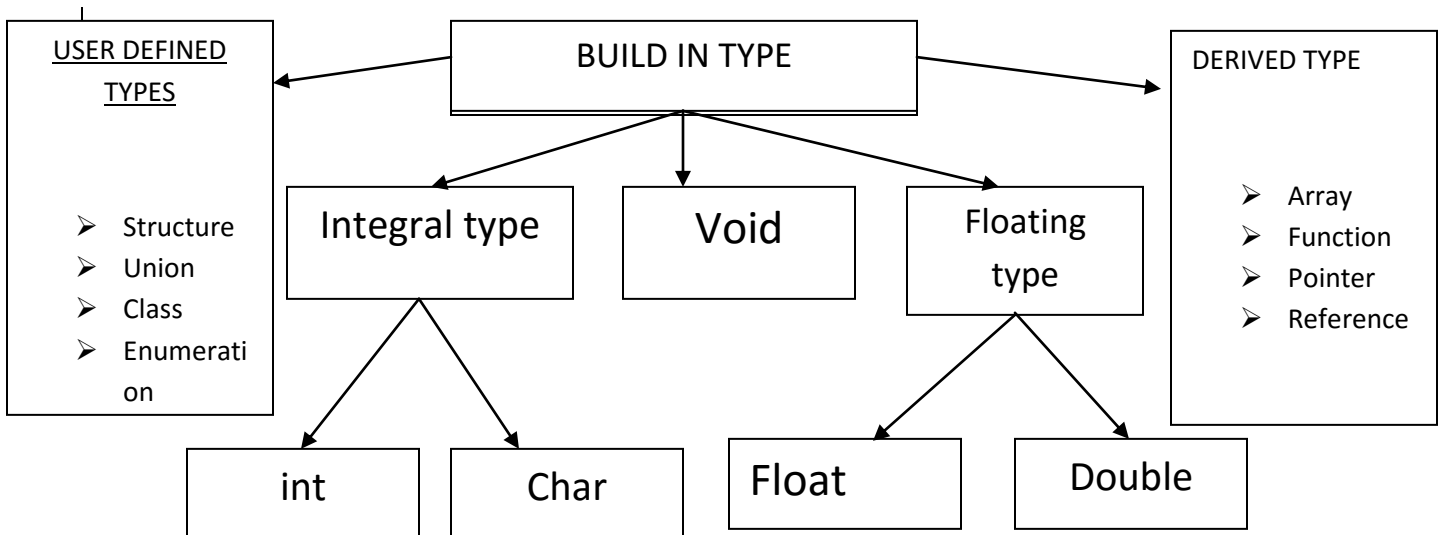 USER DEFINED
TYPES
➢ Structure
➢ Union
➢ Class
➢ Enumerati
on
BUILD IN TYPE
DERIVED TYPE
➢ Array
➢ Function
➢ Pointer
➢ Reference
Integral type
Void
Floating
type
int
Char
Float
Double